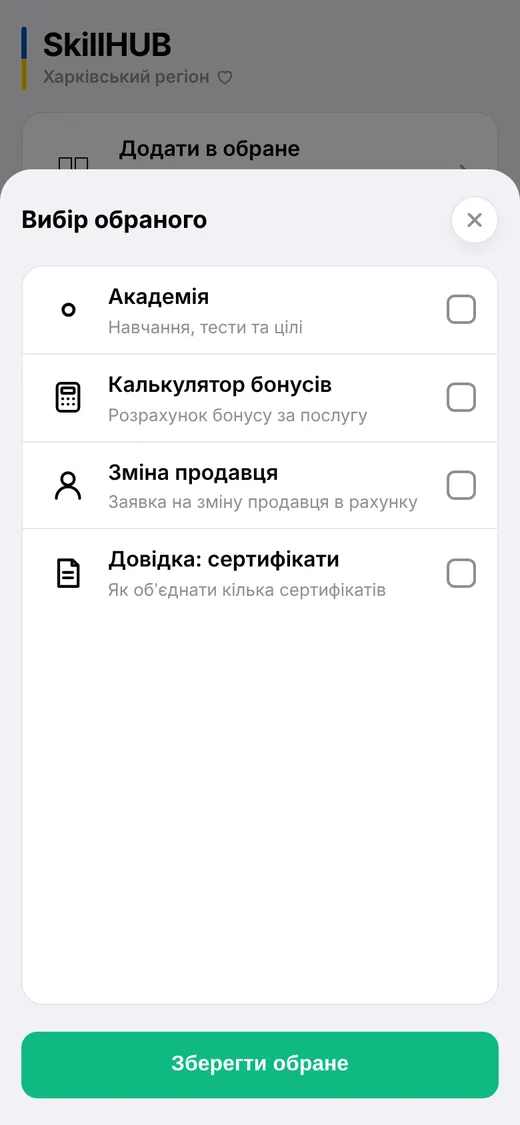 SkillHUB
Харківський регіон
Додати в обране
Вибір обраного
Академія
Навчання, тести та цілі
Калькулятор бонусів
Розрахунок бонусу за послугу
Зміна продавця
Заявка на зміну продавця в рахунку
Довідка: сертифікати
Як об'єднати кілька сертифікатів
Зберегти обране